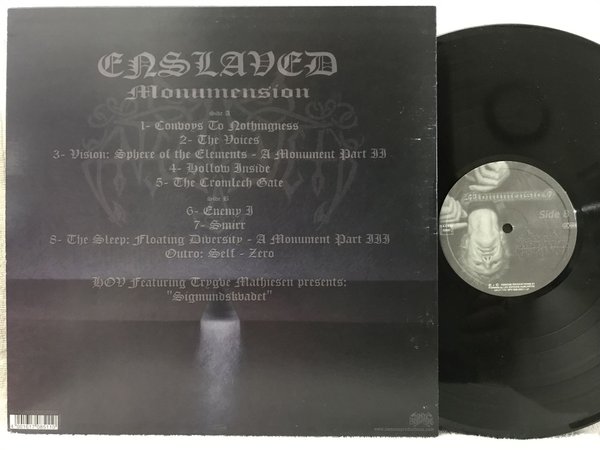 ENSLAVED
Monumension
Side A
1- Convoys To Nothingness
2- The Voices
3- Vision: Sphere of the Elements - A Monument Part II
4- Hollow Inside
5- The Cromlech Gate
Side B
6- Enemy I
7- Smirr
8- The Sleep: Floating Diversity - A Monument Part III
Outro: Self - Zero
HOV Featuring Trygve Mathiesen presents:
"Sigmundskvadet"
Monumension
Side